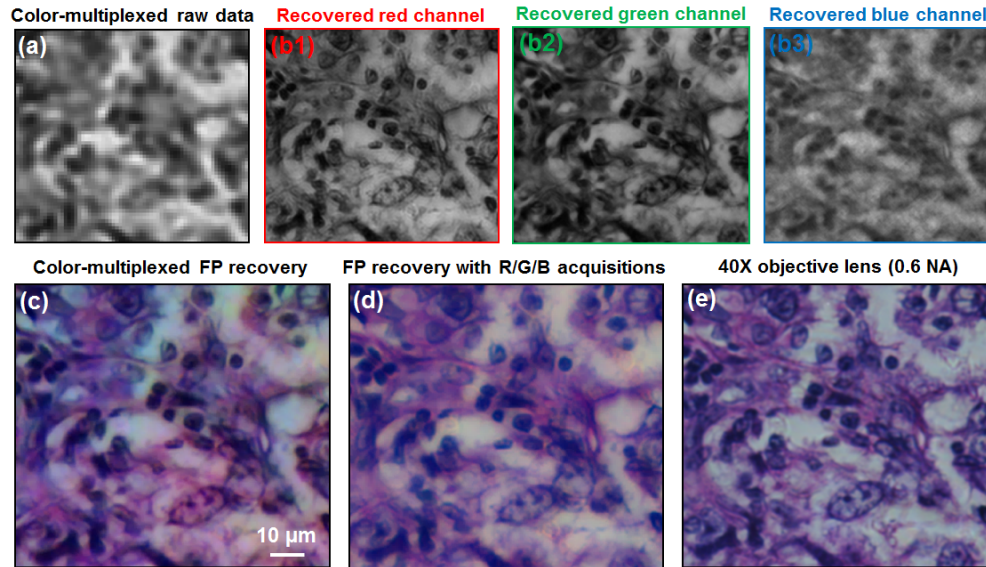 Color-multiplexed raw data
Recovered red channel
Recovered green channel
Recovered blue channel
(a)
(b1)
(b2)
(b3)
Color-multiplexed FP recovery
FP recovery with R/G/B acquisitions
40X objective lens (0.6 NA)
(c)
(d)
(e)
10 µm